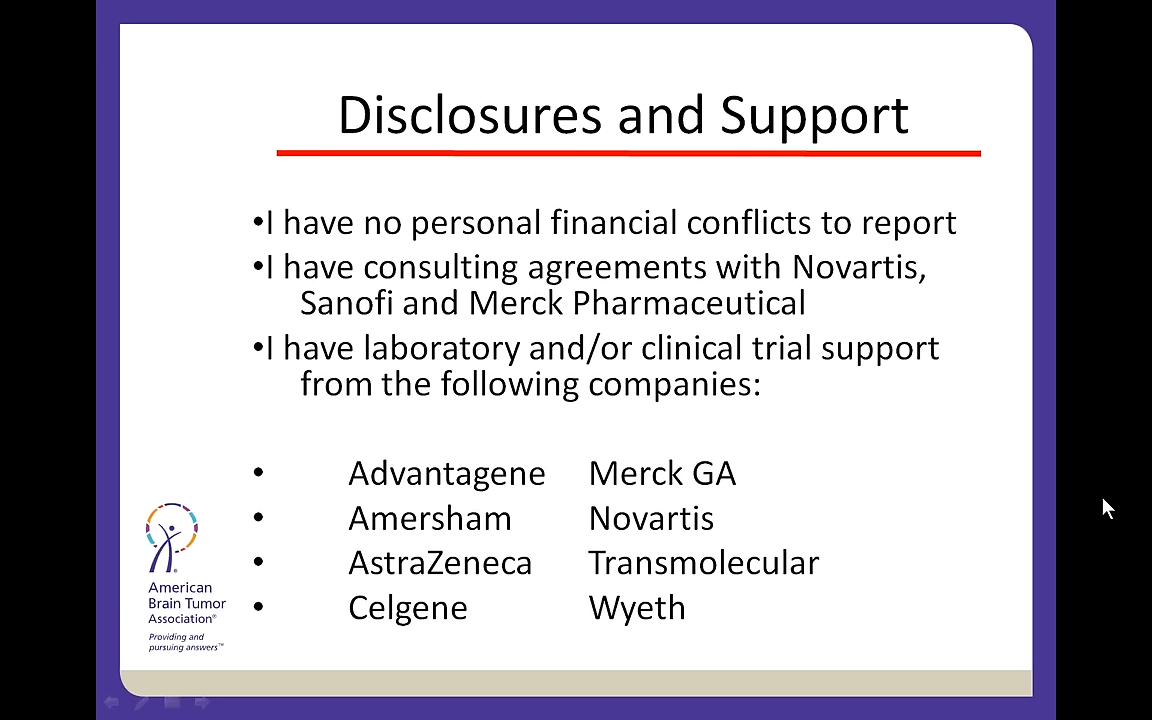 Disclosures and Support
•I have no personal financial conflicts to report
•I have consulting agreements with Novartis,
Sanofi and Merck Pharmaceutical
•I have laboratory and/or clinical trial support
from the following companies:
• Advantagene Merck GA
• Amersham Novartis
• AstraZeneca Transmolecular
• Celgene Wyeth
American
Brain Tumor
Association®
Providing and
pursuing answers™